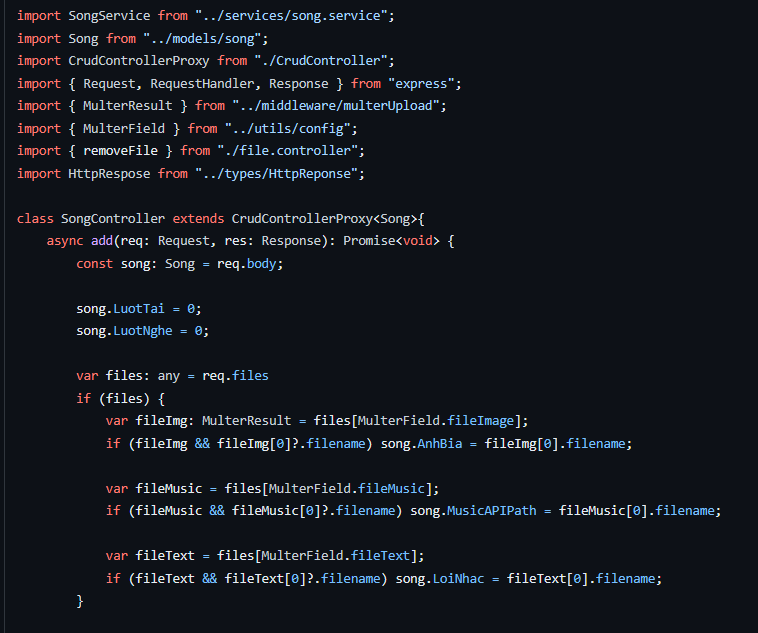 import SongService from "../services/song.service";
import Song from "../models/song";
import CrudControllerProxy from "./CrudController";
import { Request, RequestHandler, Response } from "express";
import { MulterResult } from "../middleware/multerUpload";
import { MulterField } from "../utils/config";
import { removeFile } from "./file.controller";
import HttpRespose from "../types/HttpReponse";

class SongController extends CrudControllerProxy<Song>{
    async add(req: Request, res: Response): Promise<void> {
        const song: Song = req.body;

        song.LuotTai = 0;
        song.LuotNghe = 0;

        var files: any = req.files
        if (files) {
            var fileImg: MulterResult = files[MulterField.fileImage];
            if (fileImg && fileImg[0]?.filename) song.AnhBia = fileImg[0].filename;

            var fileMusic = files[MulterField.fileMusic];
            if (fileMusic && fileMusic[0]?.filename) song.MusicAPIPath = fileMusic[0].filename;

            var fileText = files[MulterField.fileText];
            if (fileText && fileText[0]?.filename) song.LoiNhac = fileText[0].filename;
        }